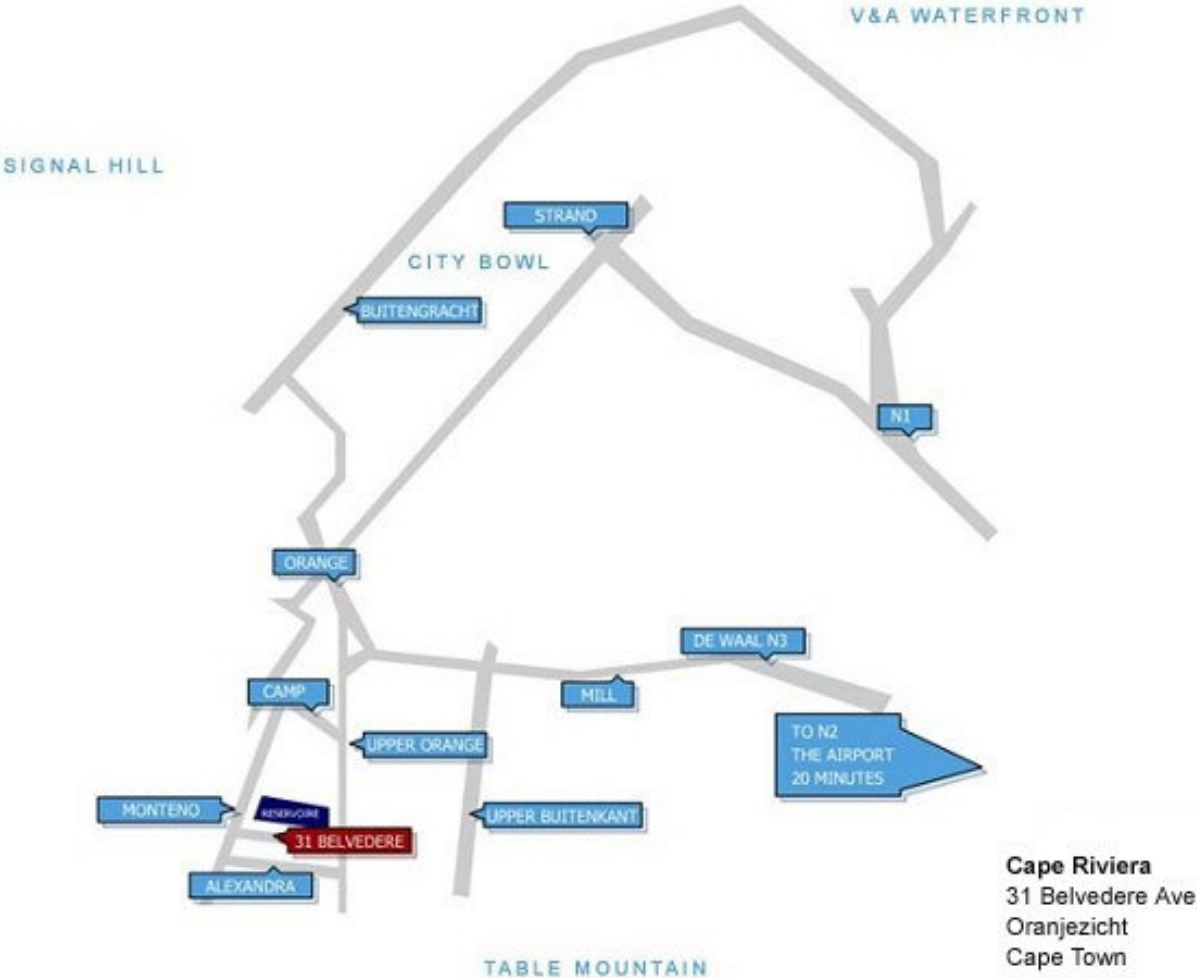 V&A WATERFRONT
SIGNAL HILL
STRAND
CITY BOWL
BUITENGRACHT
N1
ORANGE
DE WAAL N3
CAMP
MILL
UPPER ORANGE
TO N2
THE AIRPORT
20 MINUTES
MONTENO
RESERVOIRE
UPPER BUITENKANT
31 BELVEDERE
ALEXANDRA
Cape Riviera
31 Belvedere Ave
Oranjezicht
Cape Town
TABLE MOUNTAIN